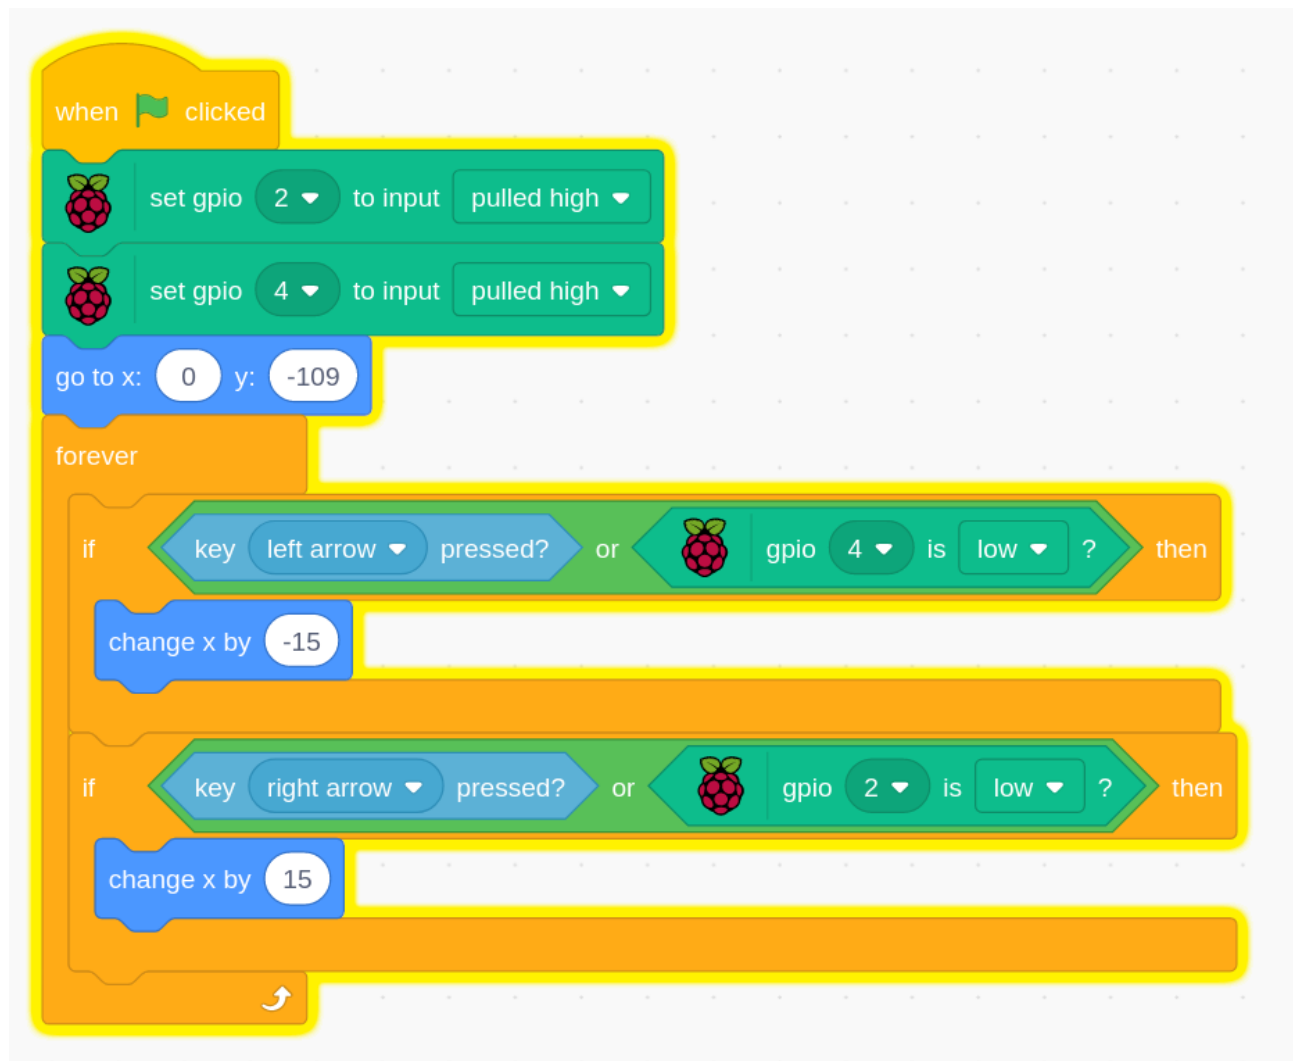 when clicked
set gpio 2 to input pulled high
set gpio 4 to input pulled high
go to x: 0 y: -109
forever
if key left arrow pressed? or gpio 4 is low ? then
change x by -15
if key right arrow pressed? or gpio 2 is low ? then
change x by 15